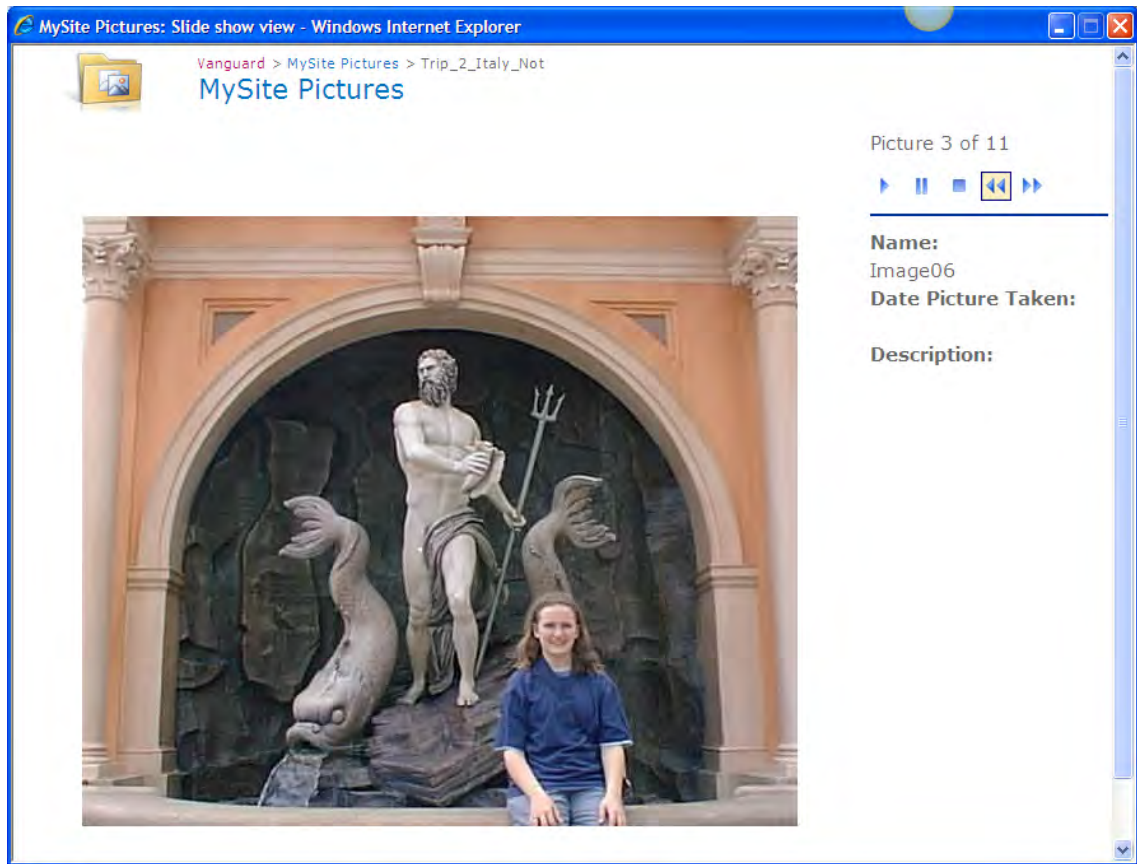 MySite Pictures: Slide show view - Windows Internet Explorer
Vanguard > MySite Pictures > Trip_2_Italy_Not
MySite Pictures
Picture 3 of 11
Name:
Image06
Date Picture Taken:
Description: